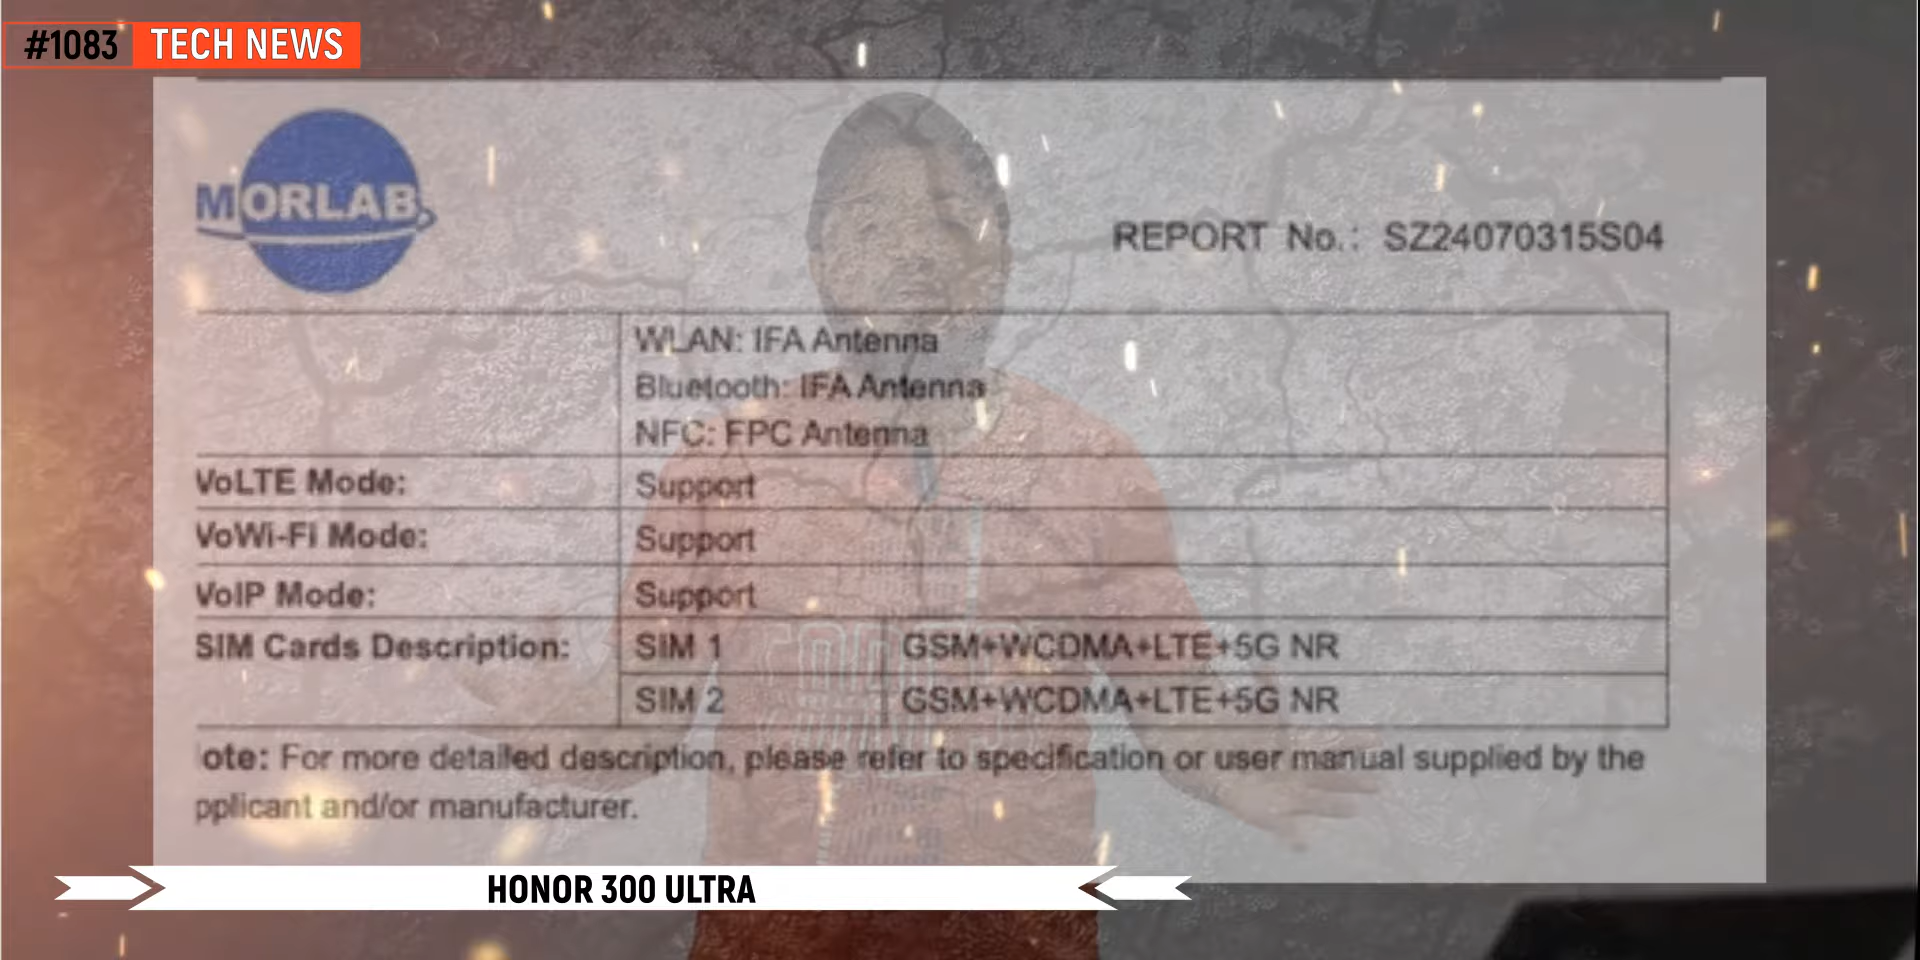 #1083 TECH NEWS
MORLAB
REPORT No.: SZ24070315S04
WLAN: IFA Antenna
Bluetooth: IFA Antenna
NFC: FPC Antenna
VoLTE Mode: Support
VoWi-Fi Mode: Support
VoIP Mode: Support
SIM Cards Description: SIM 1 GSM+WCDMA+LTE+5G NR
SIM 2 GSM+WCDMA+LTE+5G NR
ote: For more detailed description, please refer to specification or user manual supplied by the
pplicant and/or manufacturer.
HONOR 300 ULTRA